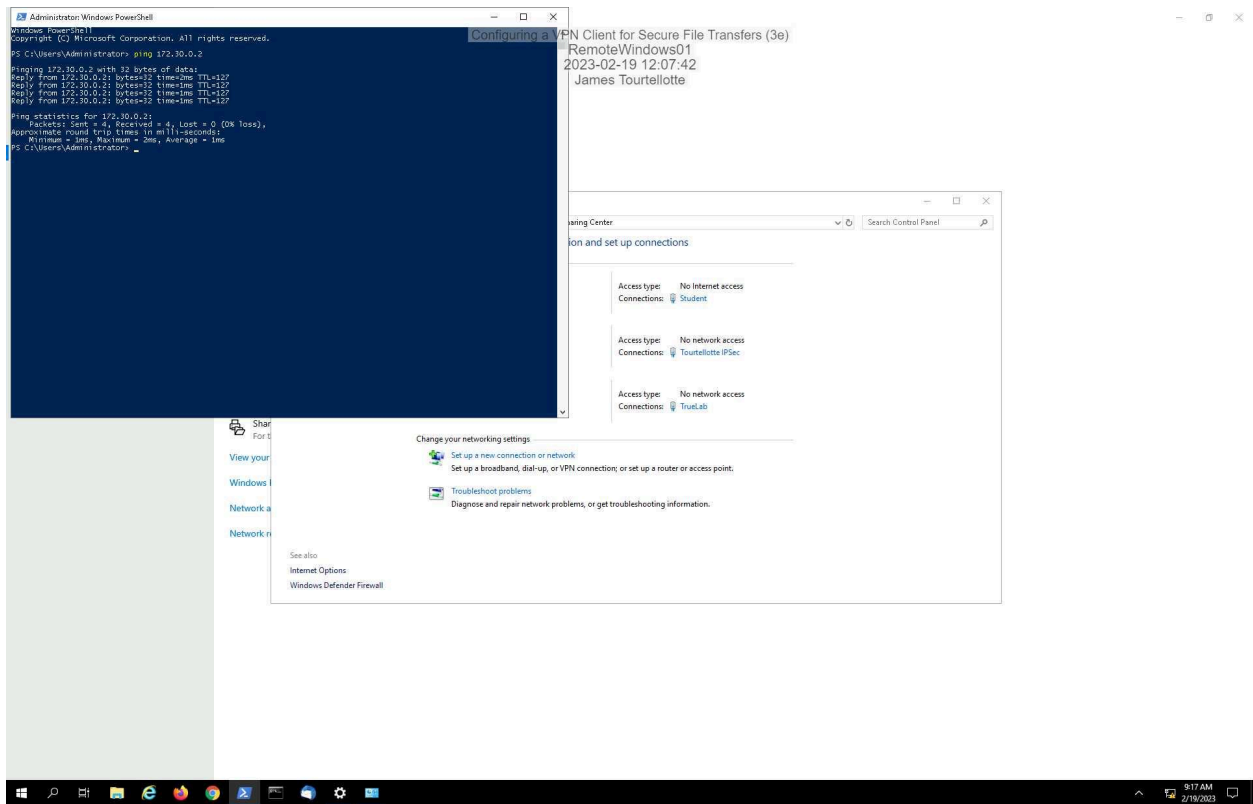 Administrator: Windows PowerShell
Windows PowerShell
Copyright (C) Microsoft Corporation. All rights reserved.
PS C:\Users\Administrator> ping 172.30.0.2
Pinging 172.30.0.2 with 32 bytes of data:
Reply from 172.30.0.2: bytes=32 time=2ms TTL=127
Reply from 172.30.0.2: bytes=32 time=1ms TTL=127
Reply from 172.30.0.2: bytes=32 time=1ms TTL=127
Reply from 172.30.0.2: bytes=32 time=1ms TTL=127
Ping statistics for 172.30.0.2:
Packets: Sent = 4, Received = 4, Lost = 0 (0% loss),
Approximate round trip times in milli-seconds:
Minimum = 1ms, Maximum = 2ms, Average = 1ms
PS C:\Users\Administrator> _
Configuring a VPN Client for Secure File Transfers (3e)
RemoteWindows01
2023-02-19 12:07:42
James Tourtellotte
haring Center
Search Control Panel
ion and set up connections
Access type: No Internet access
Connections: Student
Access type: No network access
Connections: Tourtellotte IPSec
Access type: No network access
Connections: TrueLab
Shar
For t
View your
Windows
Network a
Network r
Change your networking settings
Set up a new connection or network
Set up a broadband, dial-up, or VPN connection; or set up a router or access point.
Troubleshoot problems
Diagnose and repair network problems, or get troubleshooting information.
See also
Internet Options
Windows Defender Firewall
9:17 AM
2/19/2023